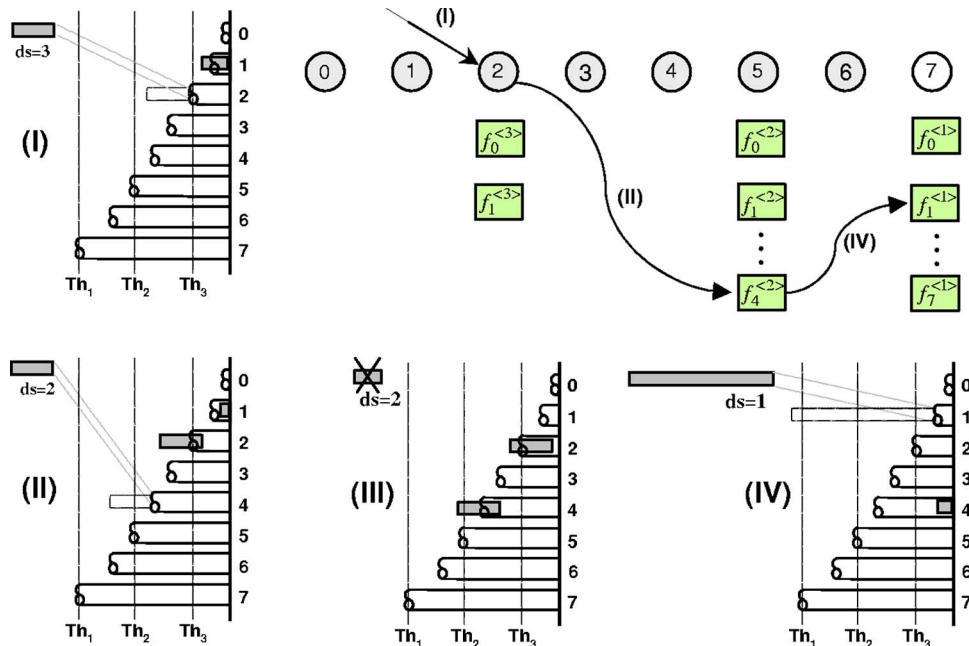 ds=3
0
1
2
3
4
5
6
7
(I)
Th₁ Th₂ Th₃
(I)
0 1 2 3 4 5 6 7
f₀<3> f₀<2> f₀<1>
f₁<3> f₁<2> f₁<1>
(II)
(IV)
f₄<2> f₇<1>
ds=2
0
1
2
3
4
5
6
7
(II)
Th₁ Th₂ Th₃
ds=2
0
1
2
3
4
5
6
7
(III)
Th₁ Th₂ Th₃
ds=1
0
1
2
3
4
5
6
7
(IV)
Th₁ Th₂ Th₃